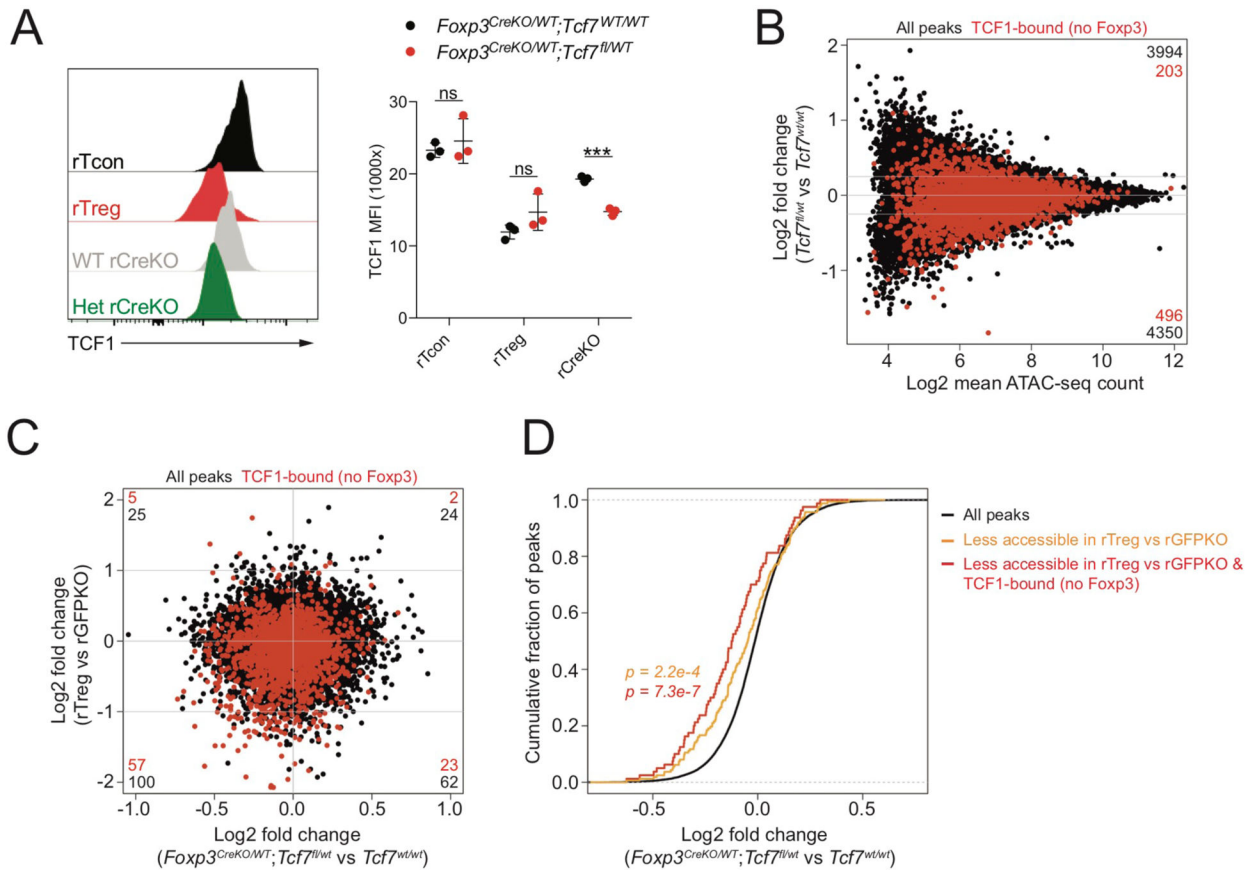 A
rTcon
rTreg
WT rCreKO
Het rCreKO
TCF1
Foxp3CreKO/WT;Tcf7WT/WT
Foxp3CreKO/WT;Tcf7fl/WT
TCF1 MFI (1000x)
30
20
10
0
ns
ns
***
rTcon
rTreg
rCreKO
B
All peaks TCF1-bound (no Foxp3)
Log2 fold change
(Tcf7fl/wt vs Tcf7wt/wt)
2
1
0
-1
3994
203
496
4350
4 6 8 10 12
Log2 mean ATAC-seq count
C
All peaks TCF1-bound (no Foxp3)
Log2 fold change
(rTreg vs rGFPKO)
2
1
0
-1
-2
5
25
2
24
57
100
23
62
-1.0 -0.5 0.0 0.5 1.0
Log2 fold change
(Foxp3CreKO/WT;Tcf7fl/wt vs Tcf7wt/wt)
D
Cumulative fraction of peaks
1.0
0.8
0.6
0.4
0.2
0.0
p = 2.2e-4
p = 7.3e-7
-0.5 0.0 0.5
Log2 fold change
(Foxp3CreKO/WT;Tcf7fl/wt vs Tcf7wt/wt)
All peaks
Less accessible in rTreg vs rGFPKO
Less accessible in rTreg vs rGFPKO &
TCF1-bound (no Foxp3)